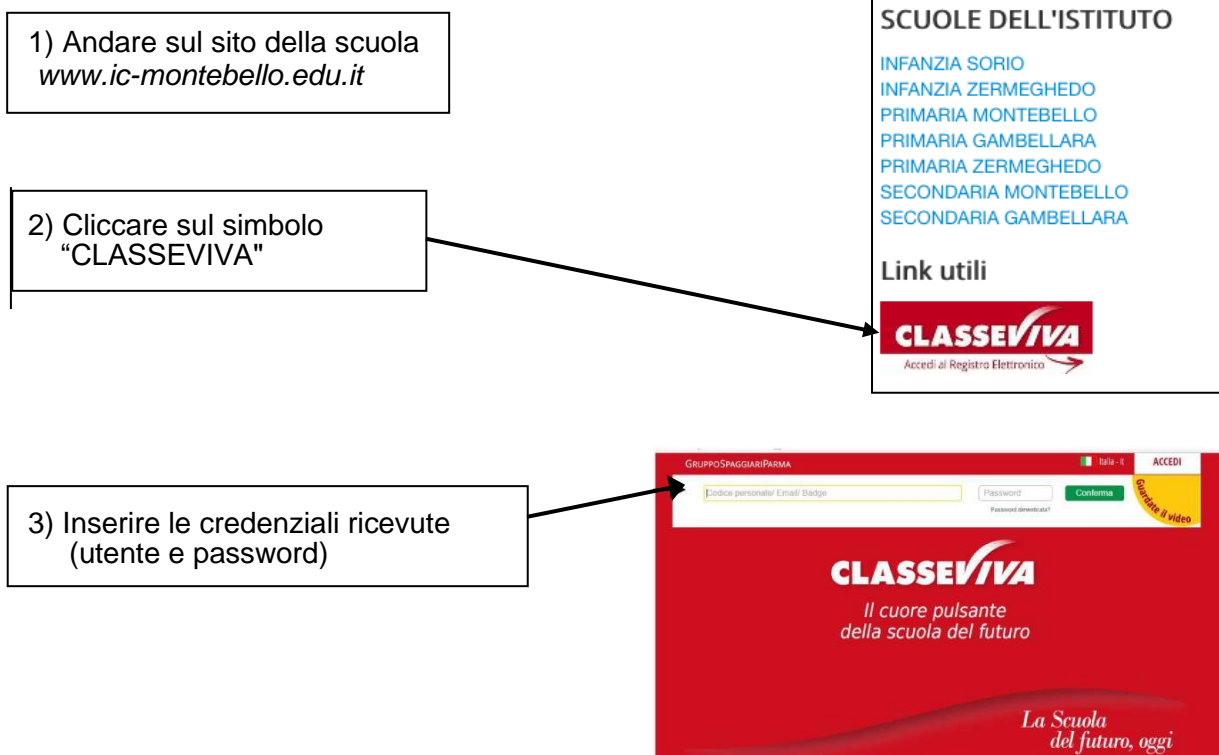 1) Andare sul sito della scuola
www.ic-montebello.edu.it
SCUOLE DELL'ISTITUTO
INFANZIA SORIO
INFANZIA ZERMEGHEDO
PRIMARIA MONTEBELLO
PRIMARIA GAMBELLARA
PRIMARIA ZERMEGHEDO
SECONDARIA MONTEBELLO
SECONDARIA GAMBELLARA
2) Cliccare sul simbolo
“CLASSEVIVA"
Link utili
CLASSEVIVA
Accedi al Registro Elettronico
3) Inserire le credenziali ricevute
(utente e password)
GRUPPOSPAGGIARIPARMA
Italia - it
ACCEDI
Codice personale/ Email/ Badge
Password
Conferma
Password dimenticata?
Guardate il video
CLASSEVIVA
Il cuore pulsante
della scuola del futuro
La Scuola
del futuro, oggi